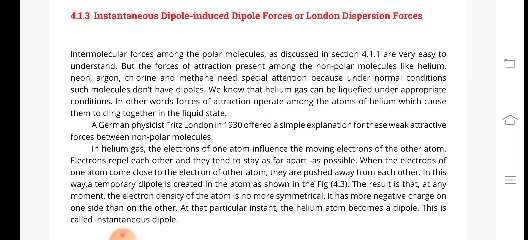 4.1.3 Instantaneous Dipole-induced Dipole Forces or London Dispersion Forces
Intermolecular forces among the polar molecules, as discussed in section 4.1.1 are very easy to
understand. But the forces of attraction present among the non-polar molecules like helium,
neon, argon, chlorine and methane need special attention because under normal conditions
such molecules don't have dipoles. We know that helium gas can be liquefied under appropriate
conditions. In other words forces of attraction operate among the atoms of helium which cause
them to cling together in the liquid state.
A German physicist Fritz London in 1930 offered a simple explanation for these weak attractive
forces between non-polar molecules.
In helium gas, the electrons of one atom influence the moving electrons of the other atom.
Electrons repel each other and they tend to stay as far apart -as possible. When the electrons of
one atom come close to the electron of other atom, they are pushed away from each other. In this
way,a temporary dipole is created in the atom as shown in the Fig (4.3). The result is that, at any
moment, the electron density of the atom is no more symmetrical. It has more negative charge on
one side than on the other. At that particular instant, the helium atom becomes a dipole. This is
called instantaneous dipole.